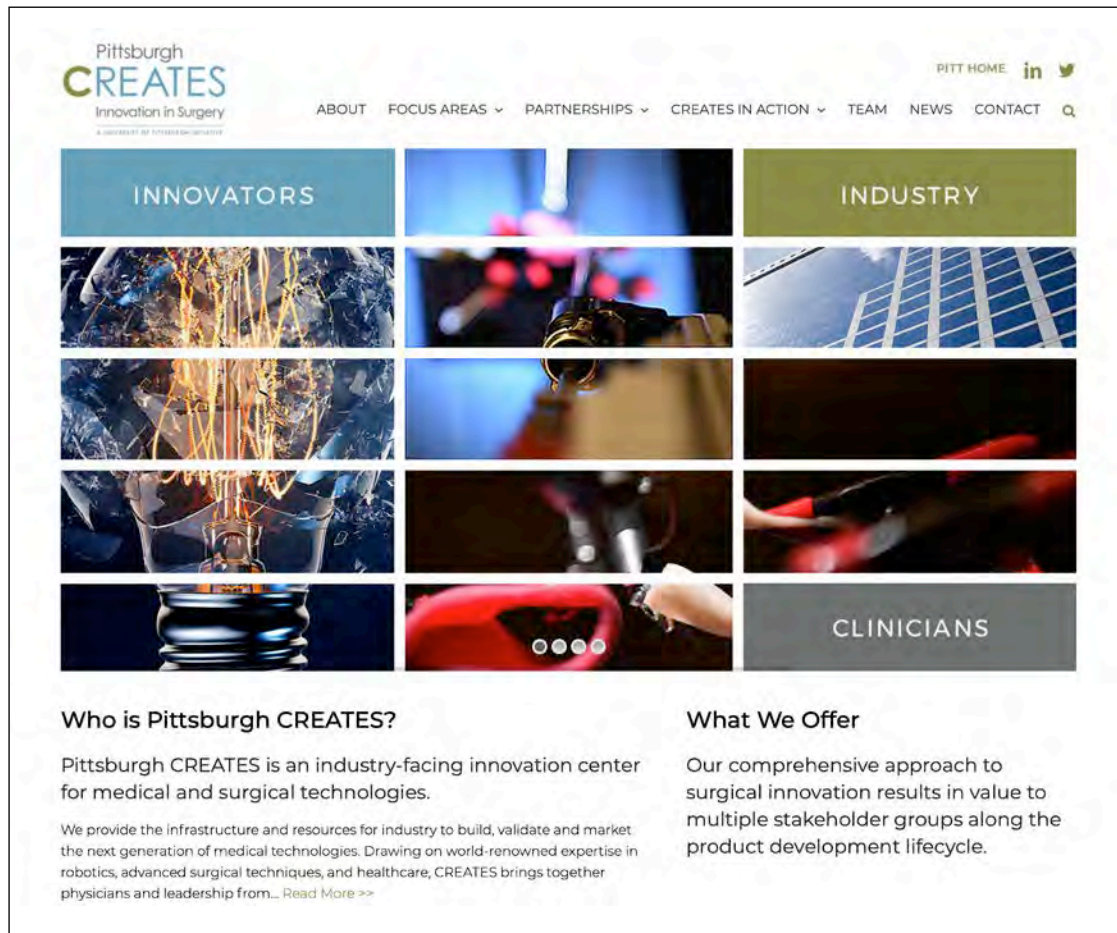 Pittsburgh
CREATES
Innovation in Surgery
A UNIVERSITY OF PITTSBURGH INITIATIVE
PITT HOME in
ABOUT FOCUS AREAS PARTNERSHIPS CREATES IN ACTION TEAM NEWS CONTACT
INNOVATORS
INDUSTRY
CLINICIANS
Who is Pittsburgh CREATES?
Pittsburgh CREATES is an industry-facing innovation center
for medical and surgical technologies.
We provide the infrastructure and resources for industry to build, validate and market
the next generation of medical technologies. Drawing on world-renowned expertise in
robotics, advanced surgical techniques, and healthcare, CREATES brings together
physicians and leadership from... Read More >>
What We Offer
Our comprehensive approach to
surgical innovation results in value to
multiple stakeholder groups along the
product development lifecycle.